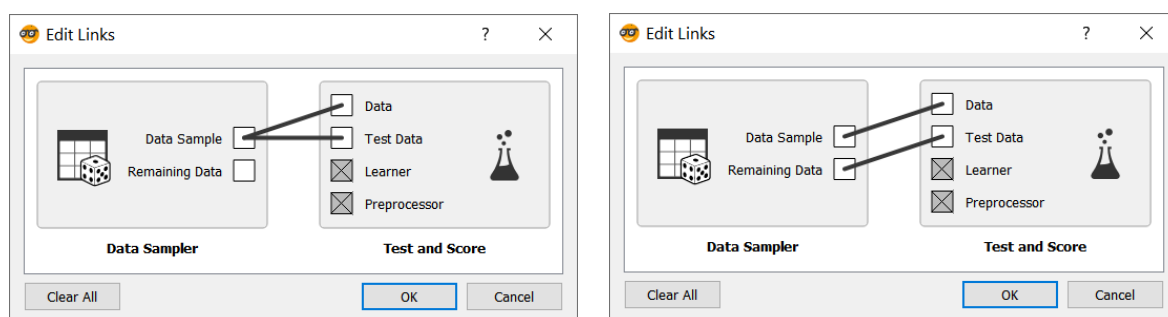 Edit Links ? ×
Data
Data Sample Test Data
Remaining Data Learner
Preprocessor
Data Sampler Test and Score
Clear All OK Cancel
Edit Links ? ×
Data
Data Sample Test Data
Remaining Data Learner
Preprocessor
Data Sampler Test and Score
Clear All OK Cancel